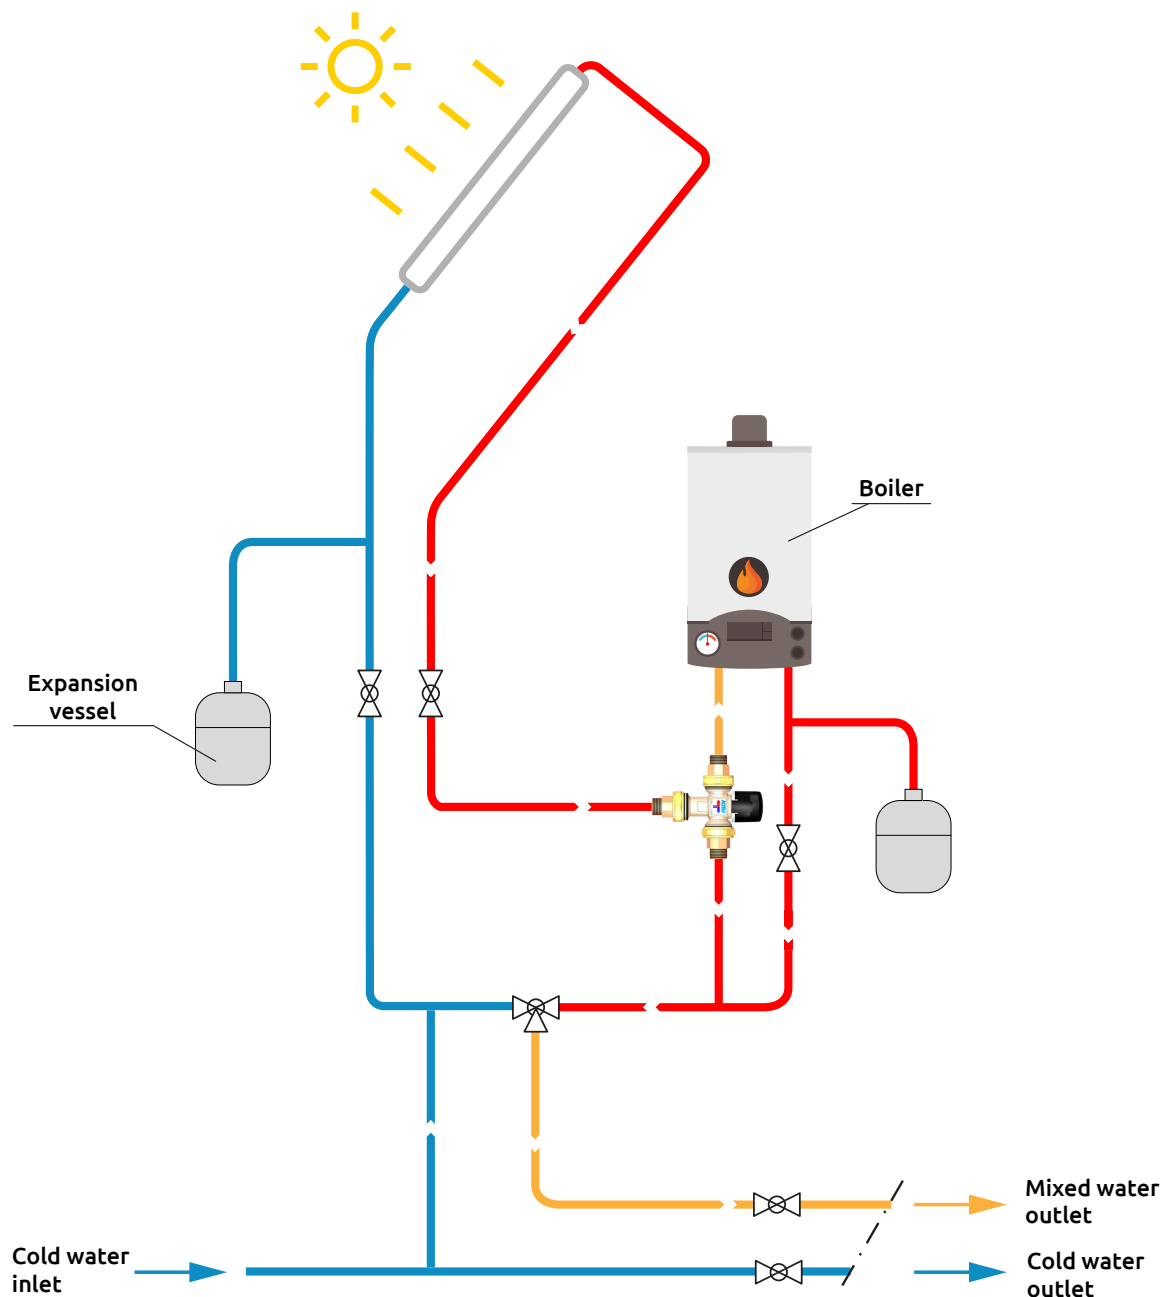 Boiler
Expansion
vessel
Mixed water
outlet
Cold water
inlet
Cold water
outlet